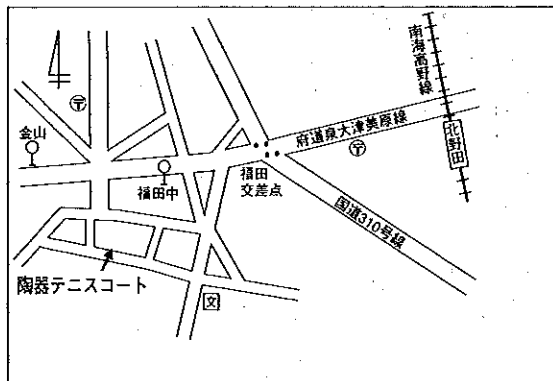 南海高野線
北野田
府道泉大津美原線
〒
金山
〒
福田中
福田
交差点
国道310号線
陶器テニスコート
文